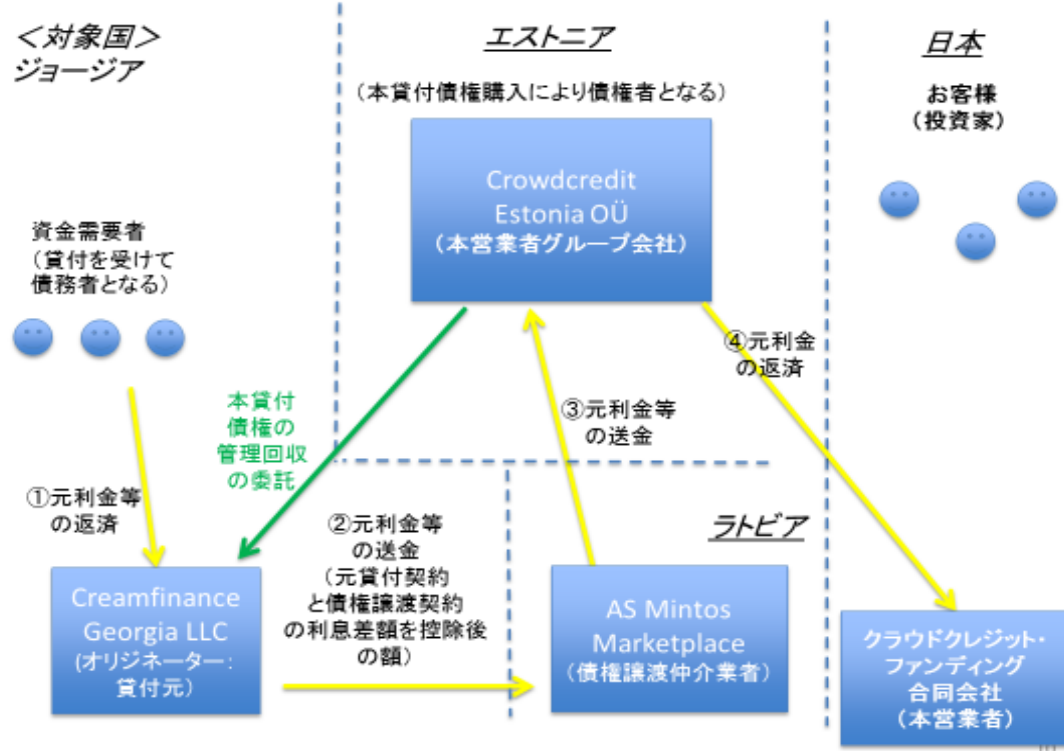 ＜対象国＞
ジョージア
エストニア
（本貸付債権購入により債権者となる）
日本
お客様
（投資家）
Crowdcredit
Estonia OÜ
（本営業者グループ会社）
資金需要者
（貸付を受けて
債務者となる）
本貸付
債権の
管理回収
の委託
③元利金等
の送金
④元利金
の返済
①元利金等
の返済
②元利金等
の送金
（元貸付契約
と債権譲渡契約
の利息差額を控除後
の額）
ラトビア
Creamfinance
Georgia LLC
(オリジネーター：
貸付元）
AS Mintos
Marketplace
（債権譲渡仲介業者）
クラウドクレジット・
ファンディング
合同会社
（本営業者）